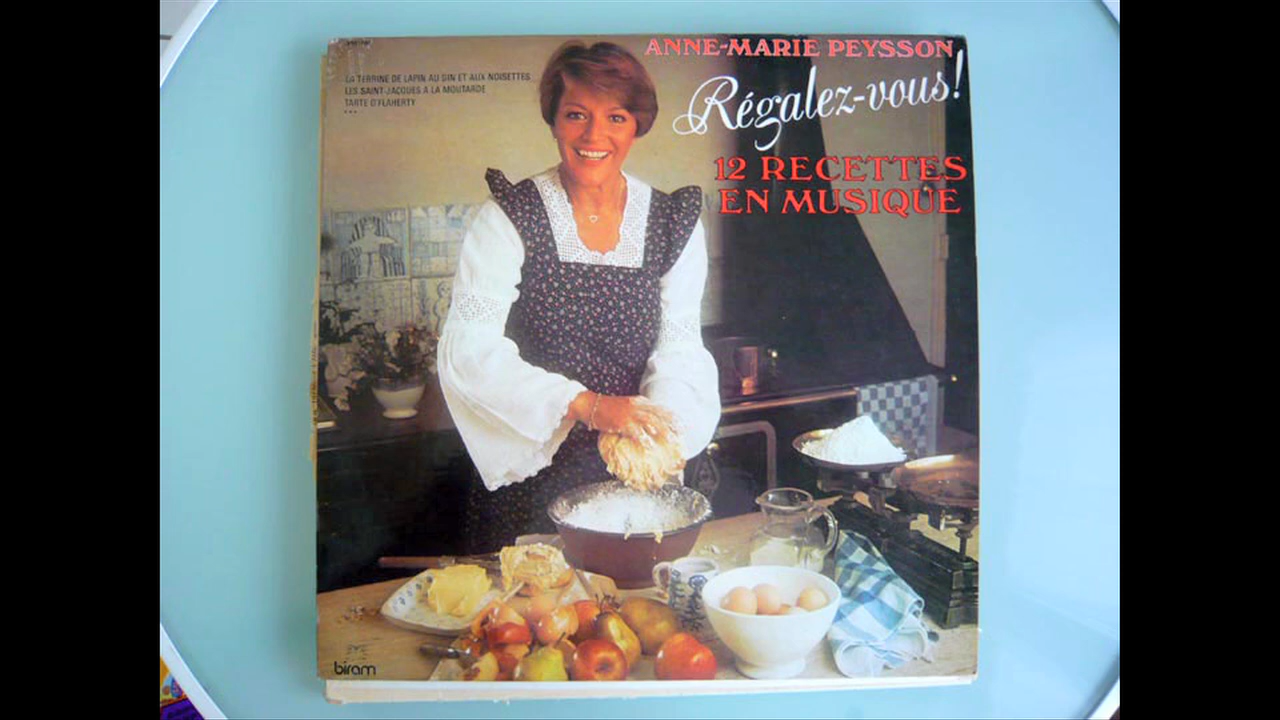 ANNE-MARIE PEYSSON
Régalez-vous!
12 RECETTES
EN MUSIQUE
LA TERRINE DE LAPIN AU GIN ET AUX NOISETTES
LES SAINT-JACQUES A LA MOUTARDE
TARTE O'FLAHERTY
...
biram